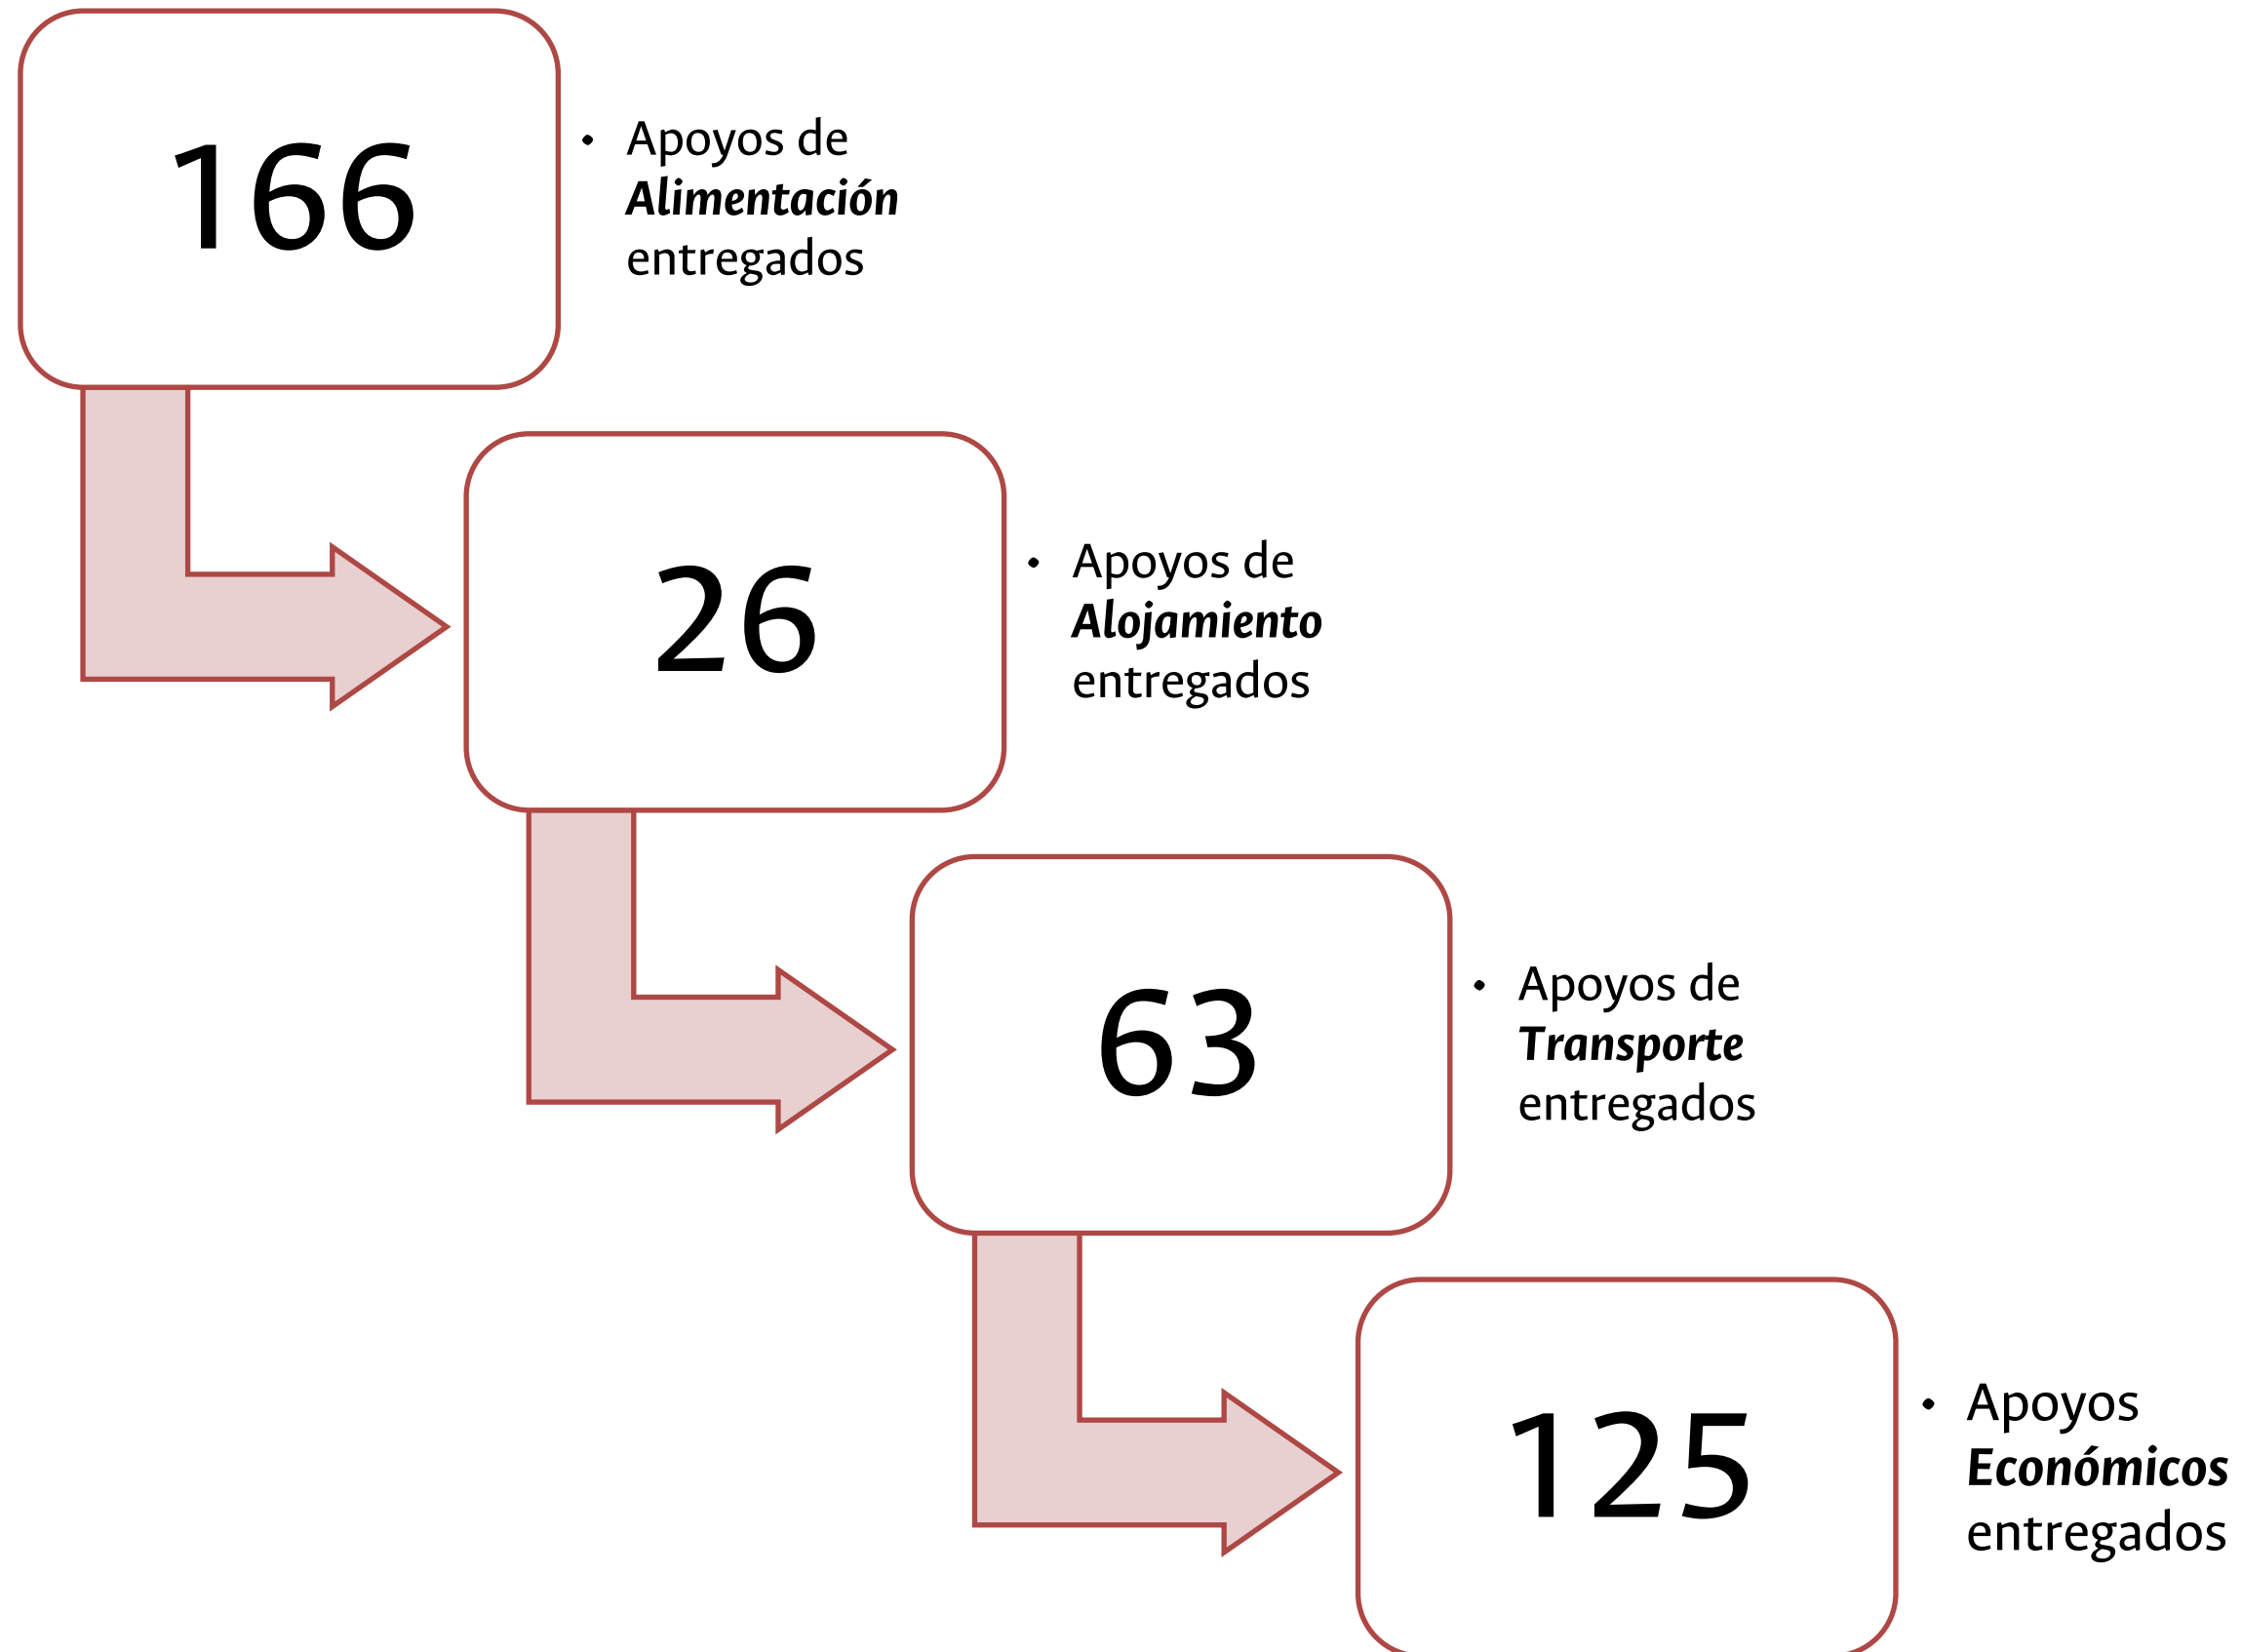 166
• Apoyos de
Alimentación
entregados
26
• Apoyos de
Alojamiento
entregados
63
• Apoyos de
Transporte
entregados
125
• Apoyos
Económicos
entregados